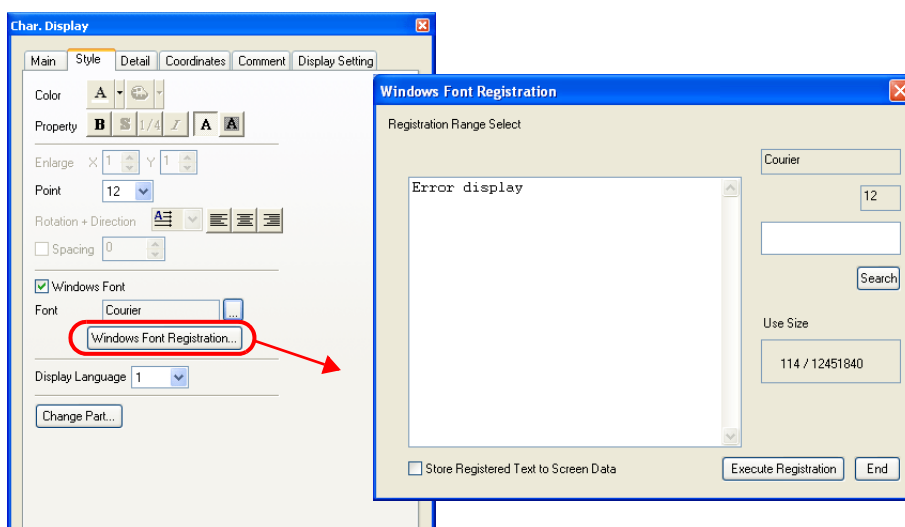 Char. Display
Main Style Detail Coordinates Comment Display Setting
Color A
Property B S 1/4 I A A
Enlarge X 1 Y 1
Point 12
Rotation + Direction A
Spacing 0
Windows Font
Font Courier ...
Windows Font Registration...
Display Language 1
Change Part...
Windows Font Registration
Registration Range Select
Courier
Error display
12
Search
Use Size
114 / 12451840
Store Registered Text to Screen Data Execute Registration End